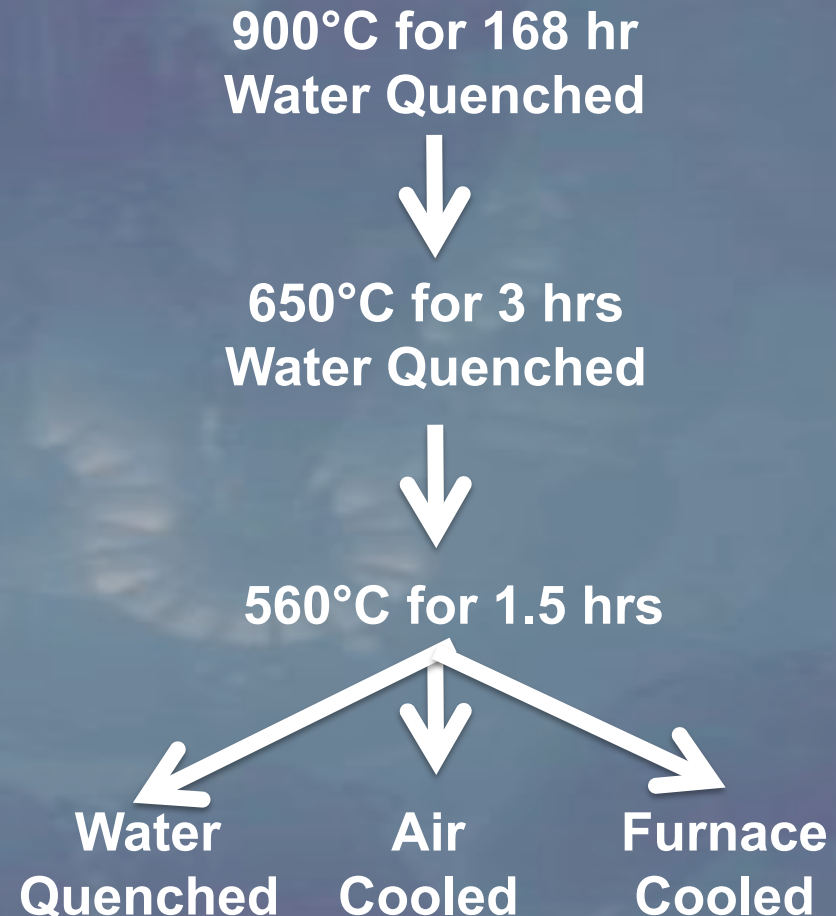 900°C for 168 hr
Water Quenched
650°C for 3 hrs
Water Quenched
560°C for 1.5 hrs
Water
Quenched
Air
Cooled
Furnace
Cooled